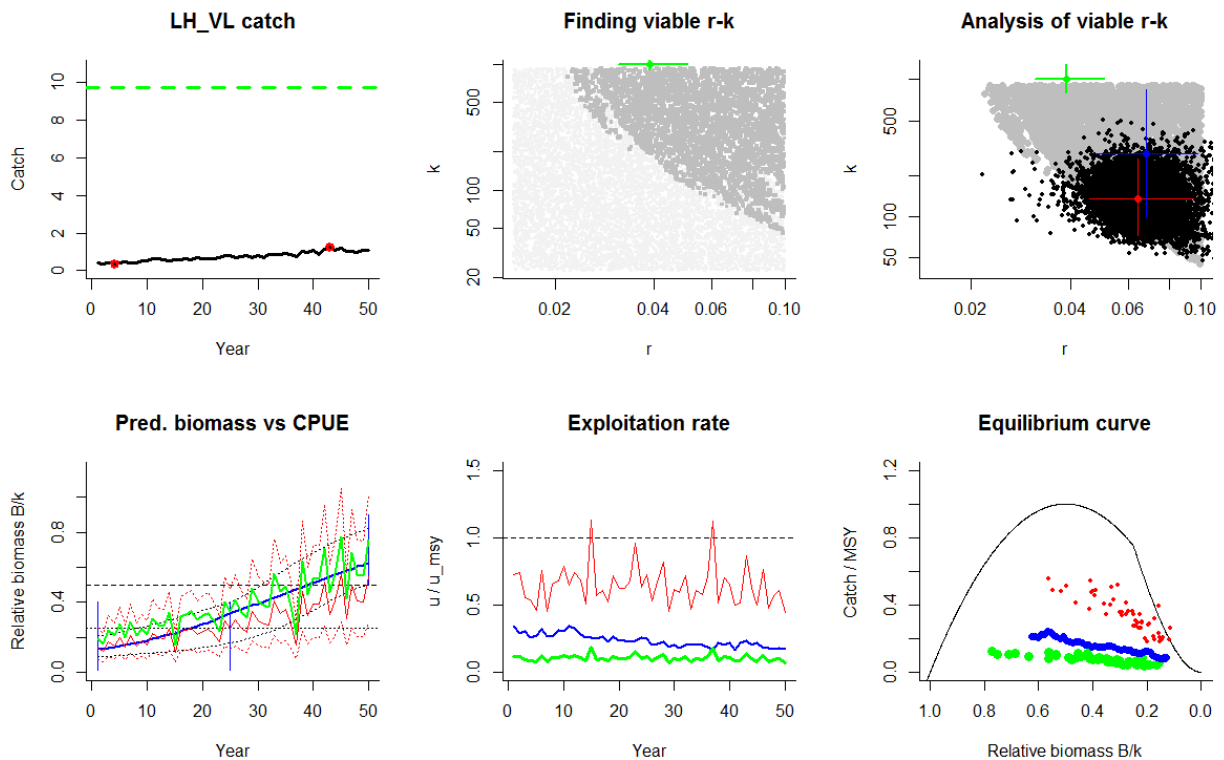 LH_VL catch
Catch
0 2 4 6 8 10
0 10 20 30 40 50
Year
Finding viable r-k
k
20 50 100 500
0.02 0.04 0.06 0.10
r
Analysis of viable r-k
k
50 100 500
0.02 0.04 0.06 0.10
r
Pred. biomass vs CPUE
Relative biomass B/k
0.0 0.4 0.8
0 10 20 30 40 50
Year
Exploitation rate
u / u_msy
0.0 0.5 1.0 1.5
0 10 20 30 40 50
Year
Equilibrium curve
Catch / MSY
0.0 0.4 0.8 1.2
1.0 0.8 0.6 0.4 0.2 0.0
Relative biomass B/k